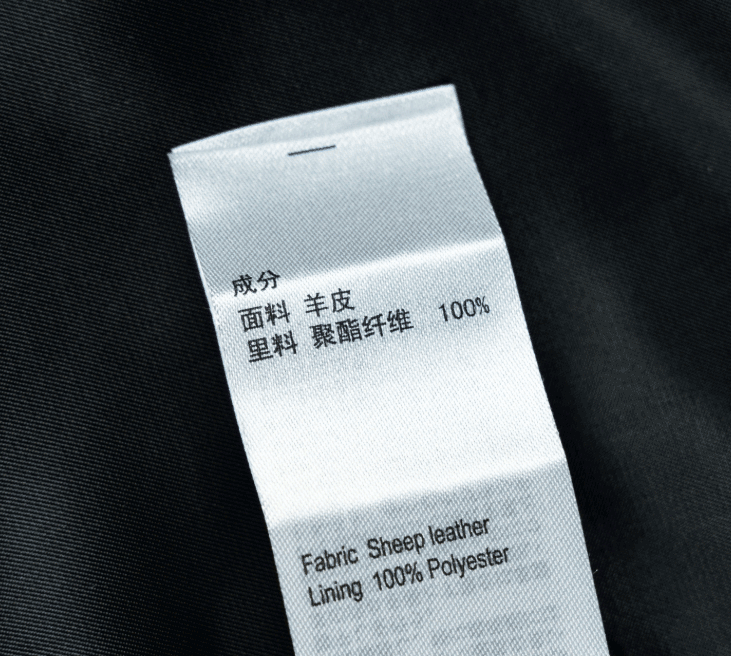 成分
面料 羊皮
里料 聚酯纤维 100%
Fabric Sheep leather
Lining 100% Polyester